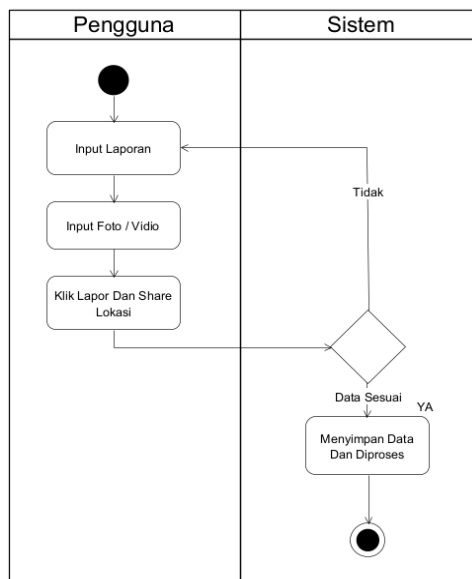 Pengguna
Sistem
Input Laporan
Tidak
Input Foto / Vidio
Klik Lapor Dan Share
Lokasi
Data Sesuai
YA
Menyimpan Data
Dan Diproses